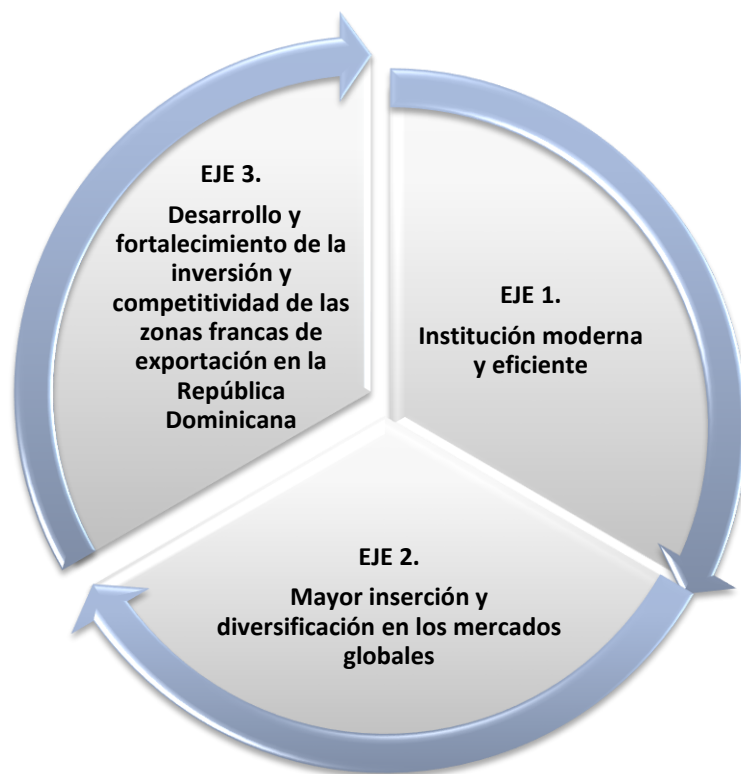 EJE 1.
Institución moderna
y eficiente
EJE 2.
Mayor inserción y
diversificación en los mercados
globales
EJE 3.
Desarrollo y
fortalecimiento de la
inversión y
competitividad de las
zonas francas de
exportación en la
República
Dominicana